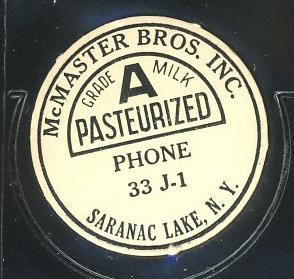 McMASTER BROS. INC.
GRADE A MILK
PASTEURIZED
PHONE
33 J-1
SARANAC LAKE, N. Y.